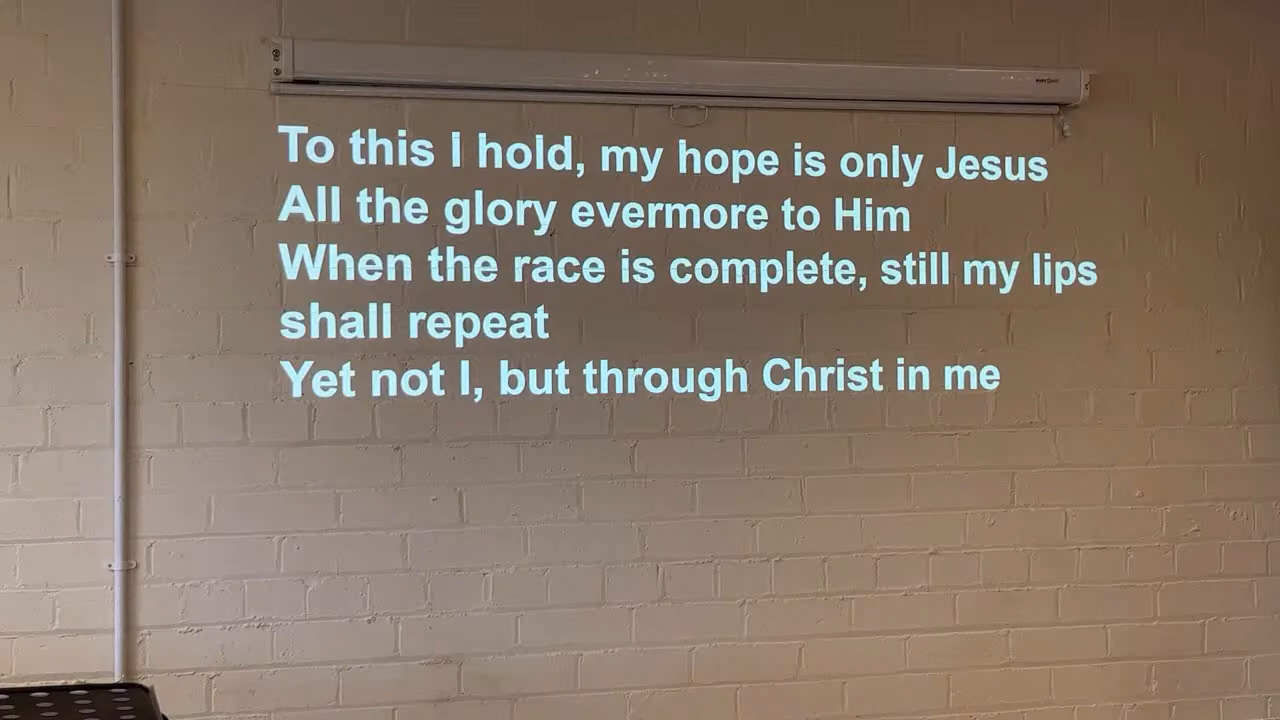 To this I hold, my hope is only Jesus
All the glory evermore to Him
When the race is complete, still my lips
shall repeat
Yet not I, but through Christ in me